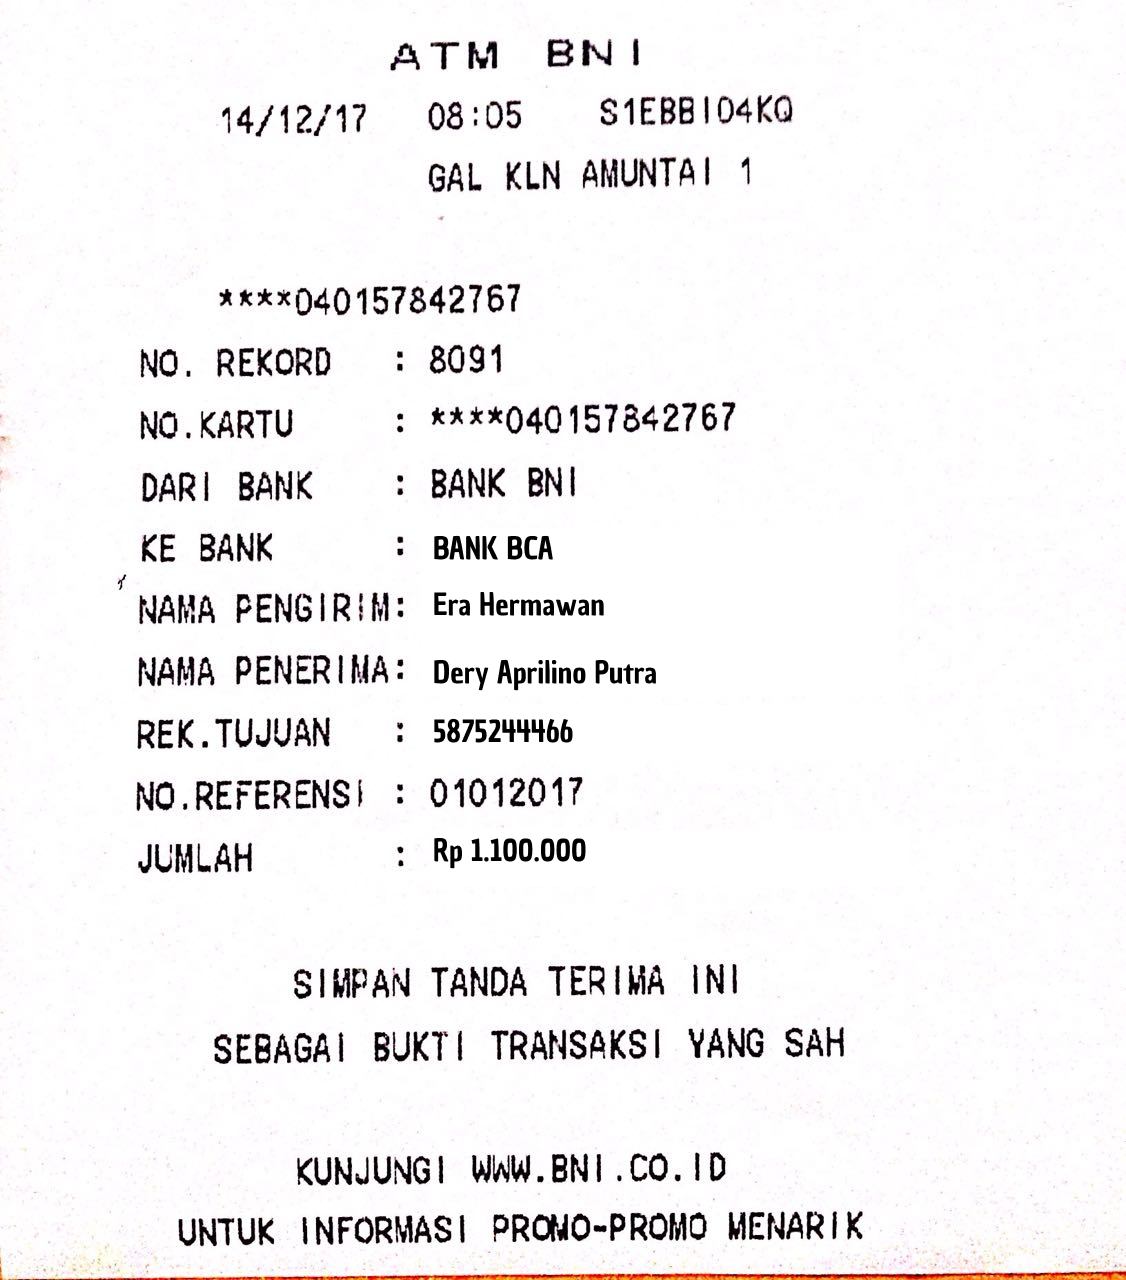 ATM BNI
14/12/17 08:05 S1EBBI04KQ
GAL KLN AMUNTAI 1
****040157842767
NO. REKORD : 8091
NO.KARTU : ****040157842767
DARI BANK : BANK BNI
KE BANK : BANK BCA
NAMA PENGIRIM: Era Hermawan
NAMA PENERIMA: Dery Aprilino Putra
REK.TUJUAN : 5875244466
NO.REFERENSI : 01012017
JUMLAH : Rp 1.100.000
SIMPAN TANDA TERIMA INI
SEBAGAI BUKTI TRANSAKSI YANG SAH
KUNJUNGI WWW.BNI.CO.ID
UNTUK INFORMASI PROMO-PROMO MENARIK